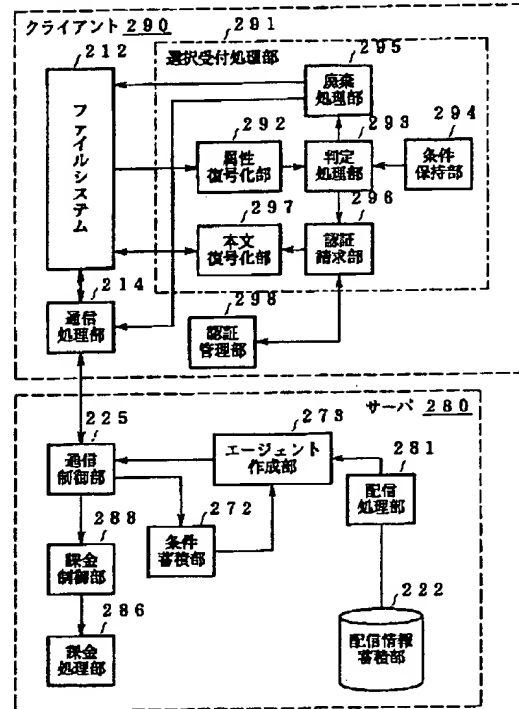 クライアント 290
291
212
選択受付処理部
295
廃棄
処理部
ファイルシステム
292
293
294
属性
復号化部
判定
処理部
条件
保持部
297
296
本文
復号化部
認証
請求部
214
通信
処理部
298
認証
管理部
サーバ 280
225
273
281
通信
制御部
エージェント
作成部
配信
処理部
288
272
条件
蓄積部
222
課金
制御部
286
課金
処理部
配信情報
蓄積部